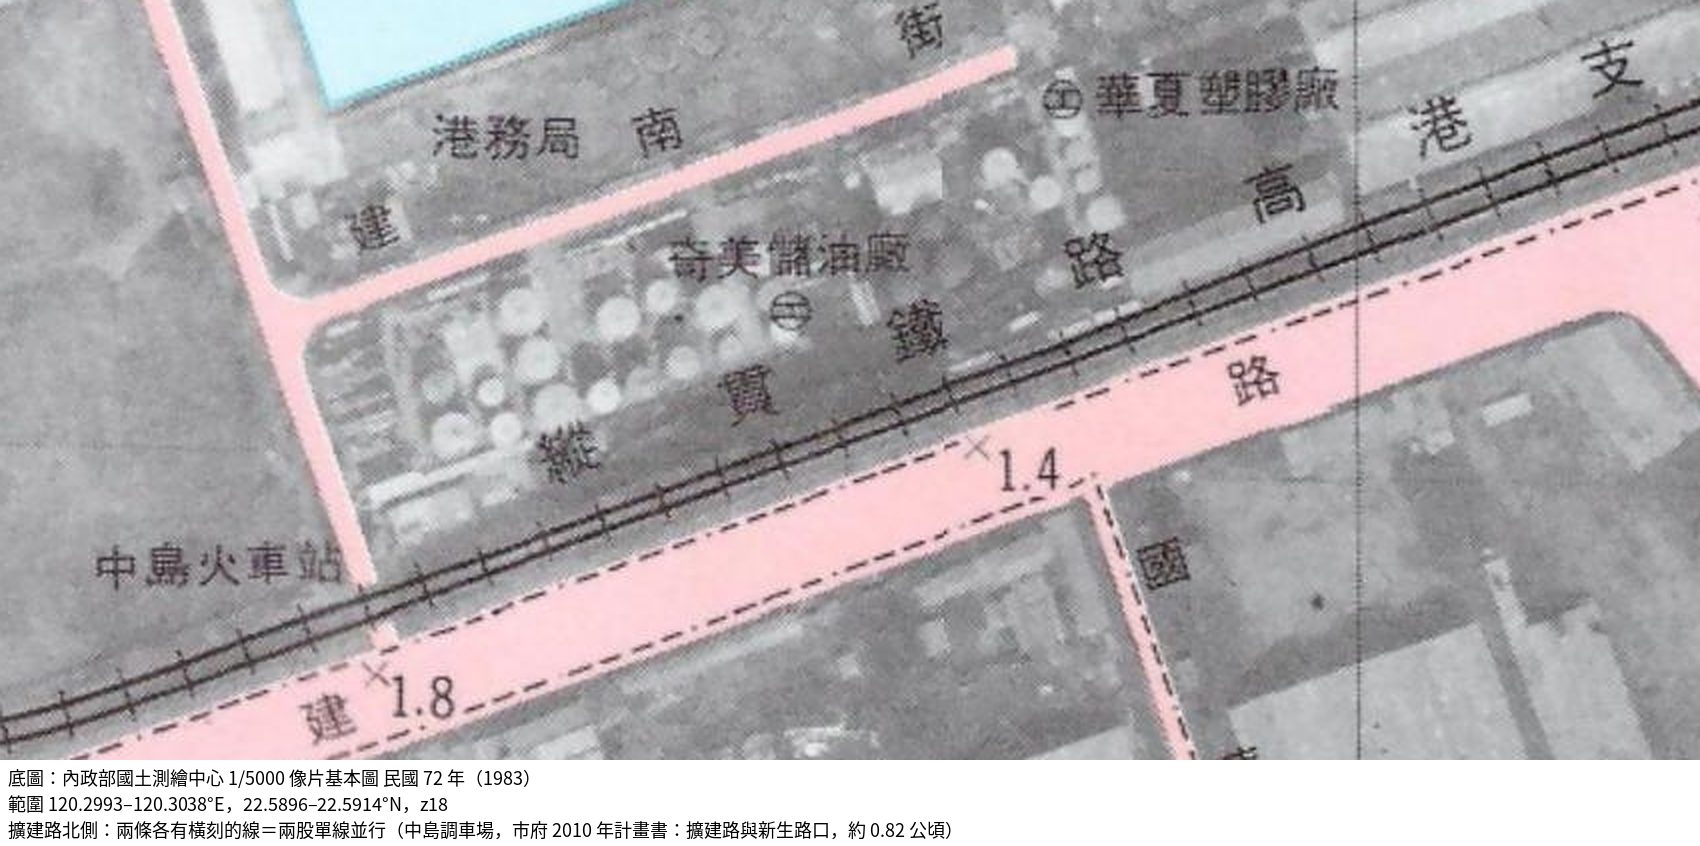 街
港務局 南
建
華夏塑膠廠
支
港
高
路
奇美儲油廠
鐵
貫
縱
路
1.4
中島火車站
國
1.8
建
底圖：內政部國土測繪中心 1/5000 像片基本圖 民國 72 年（1983）
範圍 120.2993–120.3038°E，22.5896–22.5914°N，z18
擴建路北側：兩條各有橫刻的線＝兩股單線並行（中島調車場，市府 2010 年計畫書：擴建路與新生路口，約 0.82 公頃）